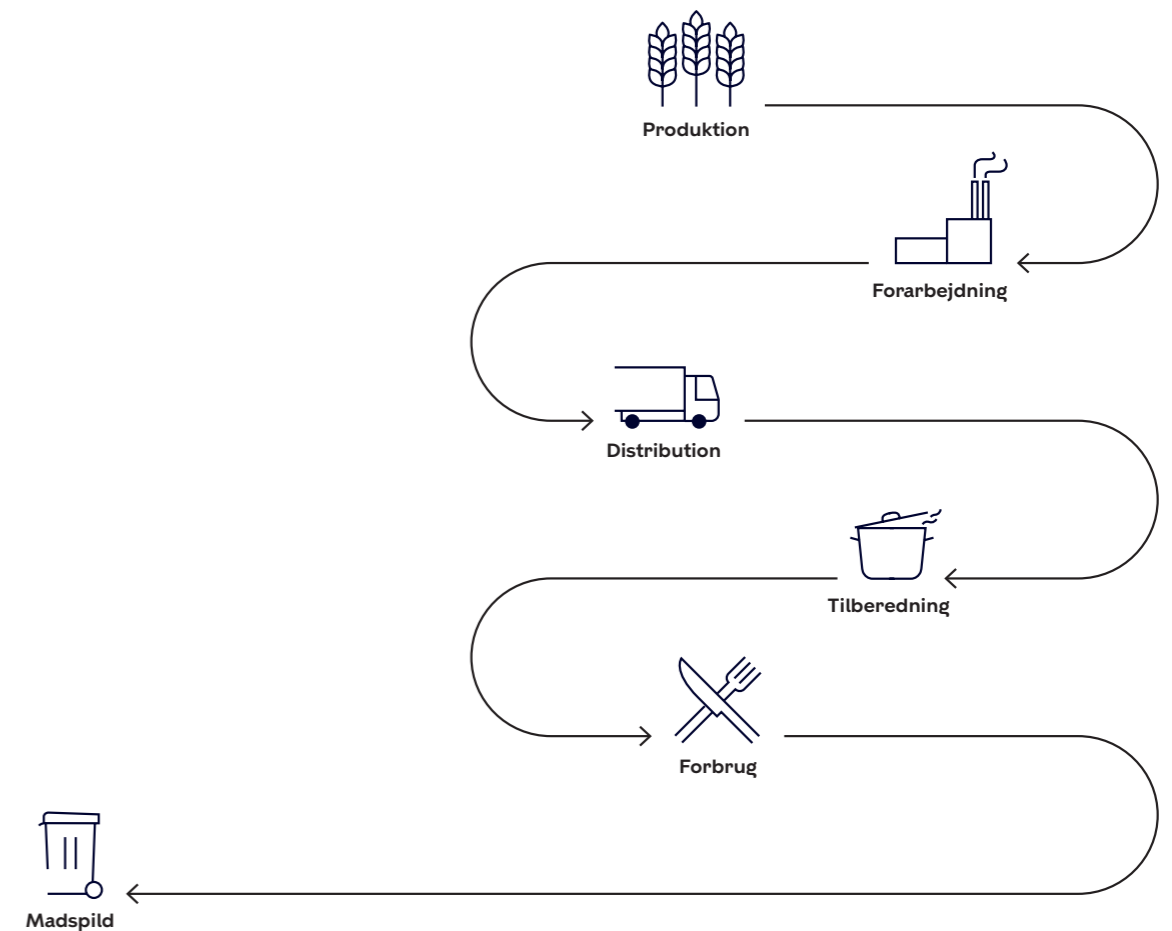 Produktion
Forarbejdning
Distribution
Tilberedning
Forbrug
Madspild